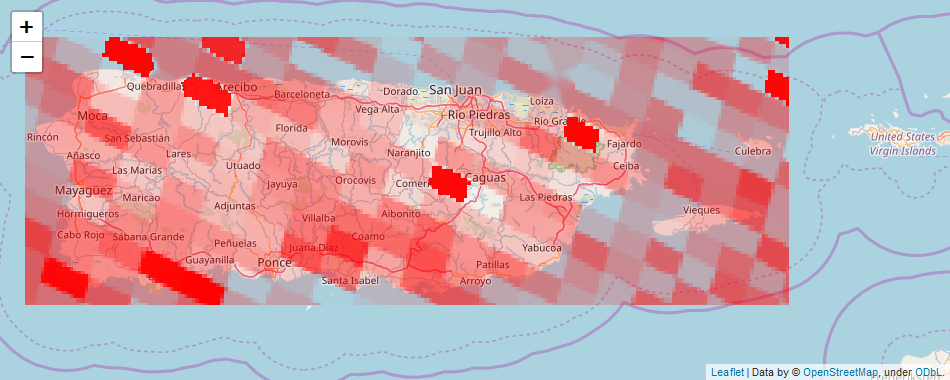 +
−
Quebradillas
Arecibo
Barceloneta
Dorado
San Juan
Vega Alta
Loiza
Moca
Río Piedras
Río Grande
Rincón
San Sebastián
Florida
Morovis
Trujillo Alto
Fajardo
Culebra
United States
Virgin Islands
Añasco
Lares
Utuado
Naranjito
Ceiba
Las Marías
Mayagüez
Maricao
Jayuya
Orocovis
Caguas
Las Piedras
Hormigueros
Adjuntas
Villalba
Aibonito
Vieques
Cabo Rojo
Sábana Grande
Peñuelas
Juana Díaz
Coamo
Yabucoa
Guayanilla
Ponce
Santa Isabel
Patillas
Arroyo
Leaflet | Data by © OpenStreetMap, under ODbL.